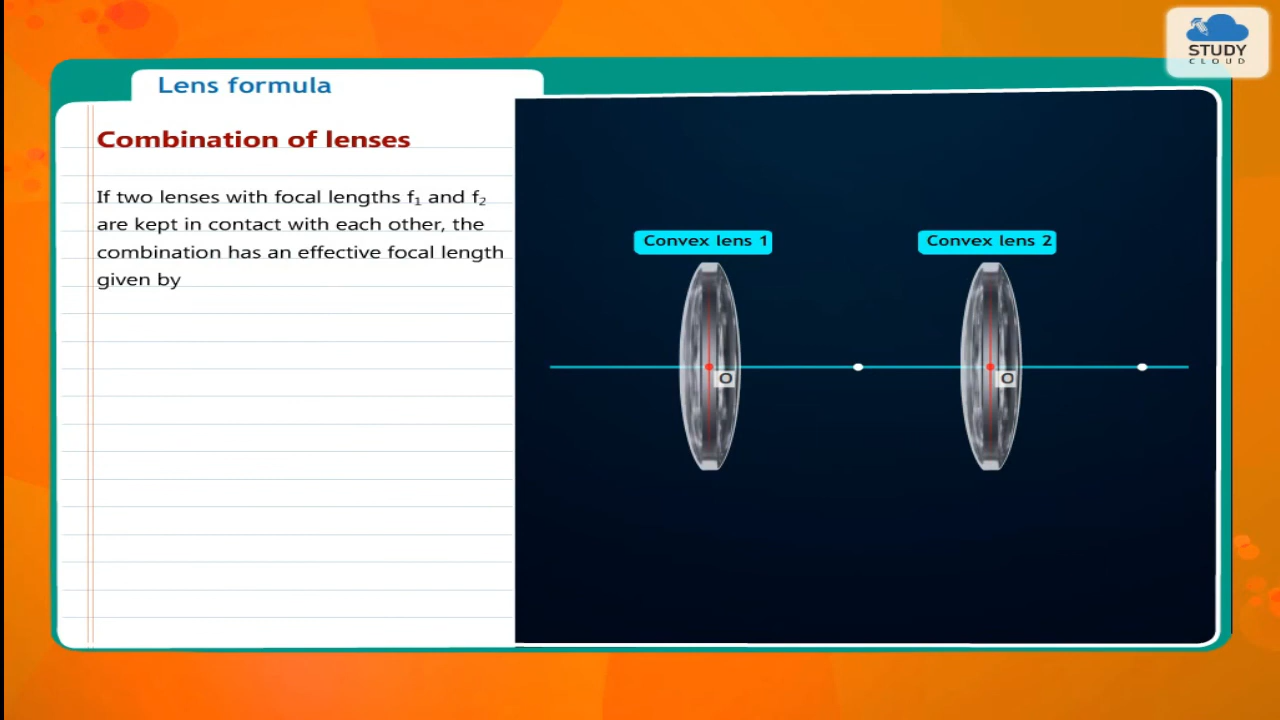 STUDY
CLOUD
Lens formula
Combination of lenses
If two lenses with focal lengths f₁ and f₂
are kept in contact with each other, the
combination has an effective focal length
given by
Convex lens 1
Convex lens 2
O
O